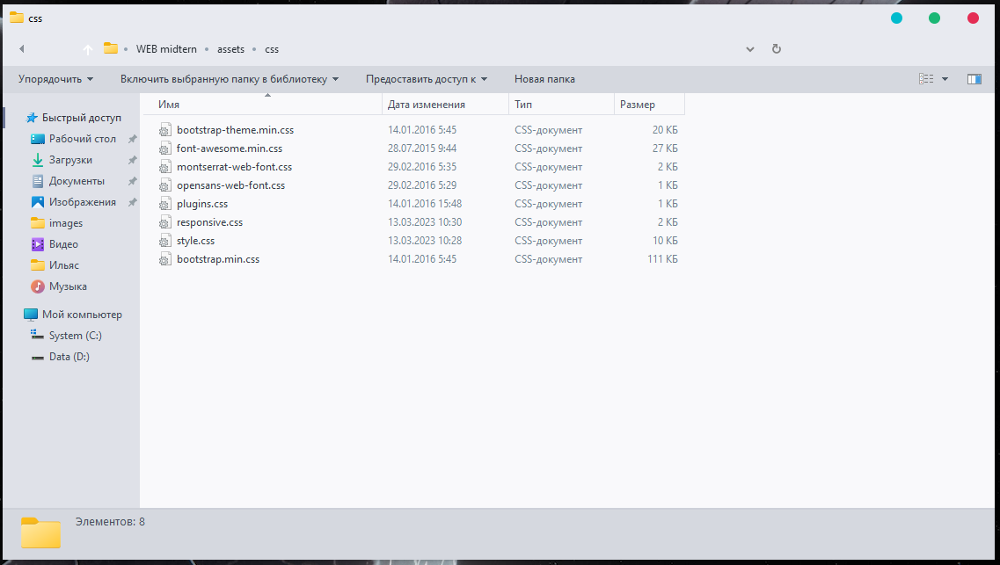 css
WEB midtern • assets • css
Упорядочить Включить выбранную папку в библиотеку Предоставить доступ к Новая папка
Имя Дата изменения Тип Размер
Быстрый доступ
Рабочий стол
Загрузки
Документы
Изображения
images
Видео
Ильяс
Музыка
Мой компьютер
System (C:)
Data (D:)
bootstrap-theme.min.css 14.01.2016 5:45 CSS-документ 20 КБ
font-awesome.min.css 28.07.2015 9:44 CSS-документ 27 КБ
montserrat-web-font.css 29.02.2016 5:35 CSS-документ 2 КБ
opensans-web-font.css 29.02.2016 5:29 CSS-документ 1 КБ
plugins.css 14.01.2016 15:48 CSS-документ 1 КБ
responsive.css 13.03.2023 10:30 CSS-документ 2 КБ
style.css 13.03.2023 10:28 CSS-документ 10 КБ
bootstrap.min.css 14.01.2016 5:45 CSS-документ 111 КБ
Элементов: 8